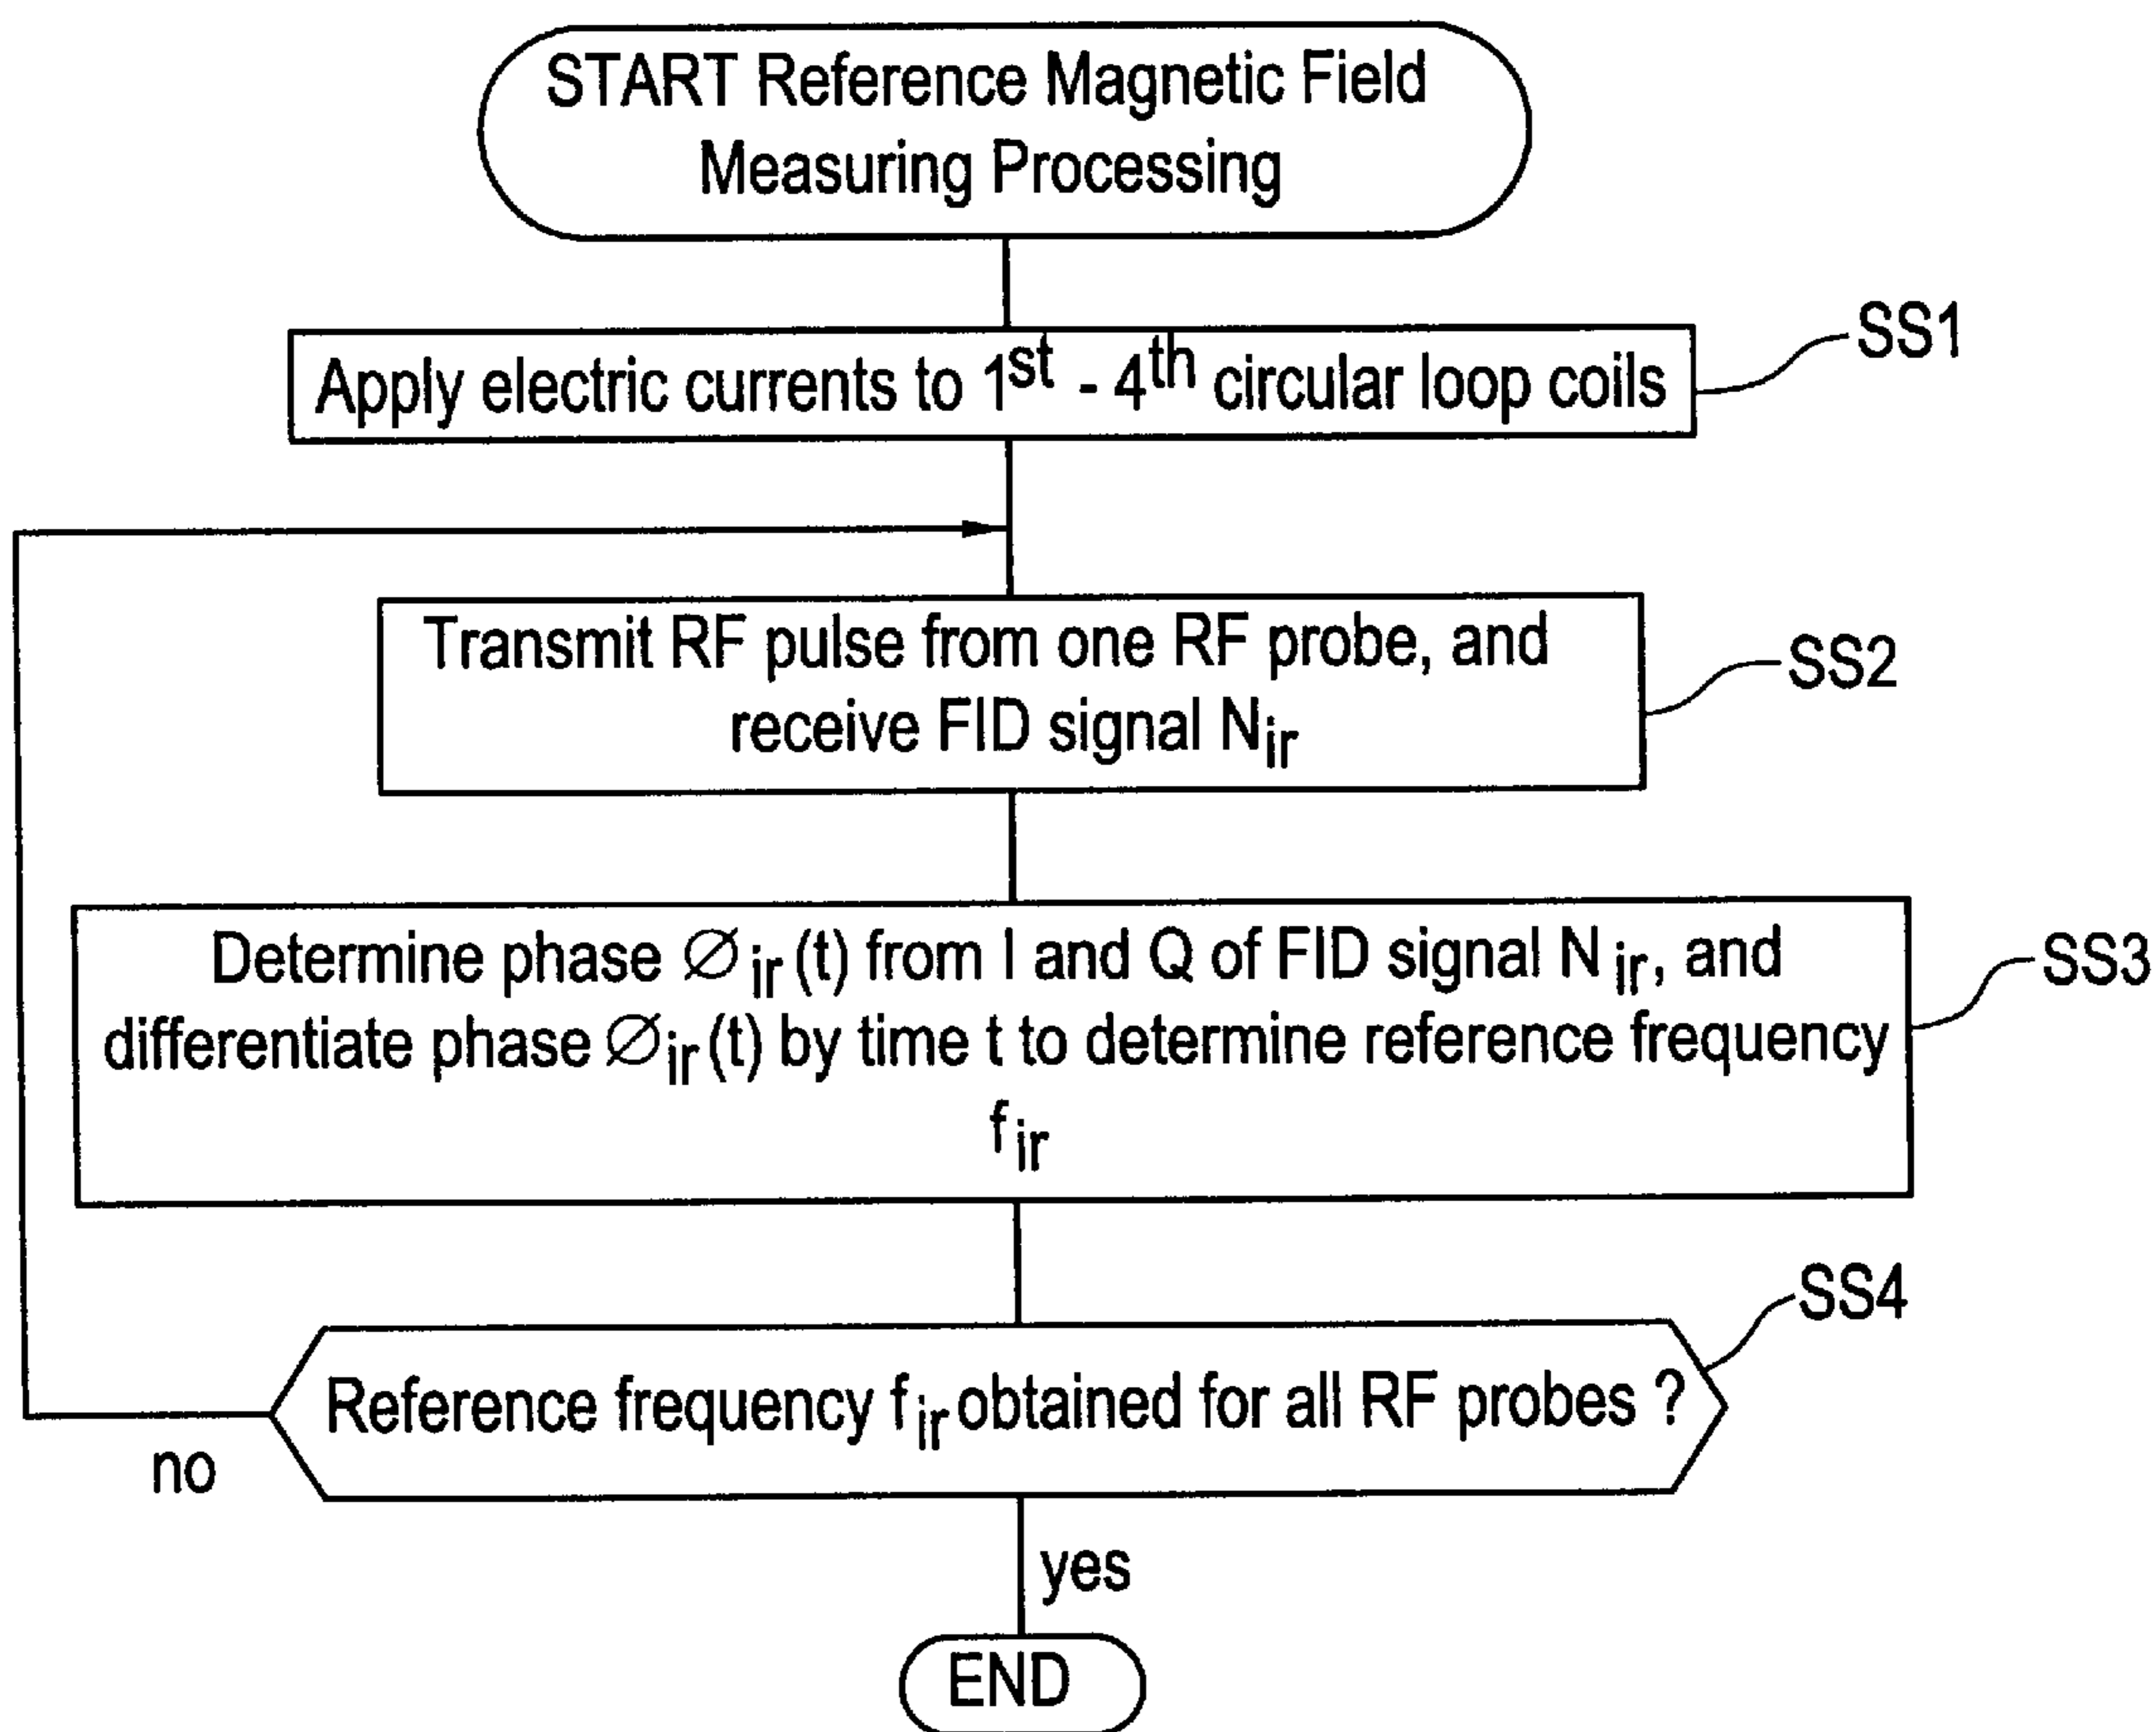 START Reference Magnetic Field
Measuring Processing
SS1
Apply electric currents to 1st - 4th circular loop coils
Transmit RF pulse from one RF probe, and
receive FID signal Nir
SS2
Determine phase ∅ir(t) from I and Q of FID signal Nir, and
differentiate phase ∅ir(t) by time t to determine reference frequency
fir
SS3
SS4
Reference frequency fir obtained for all RF probes ?
no
yes
END